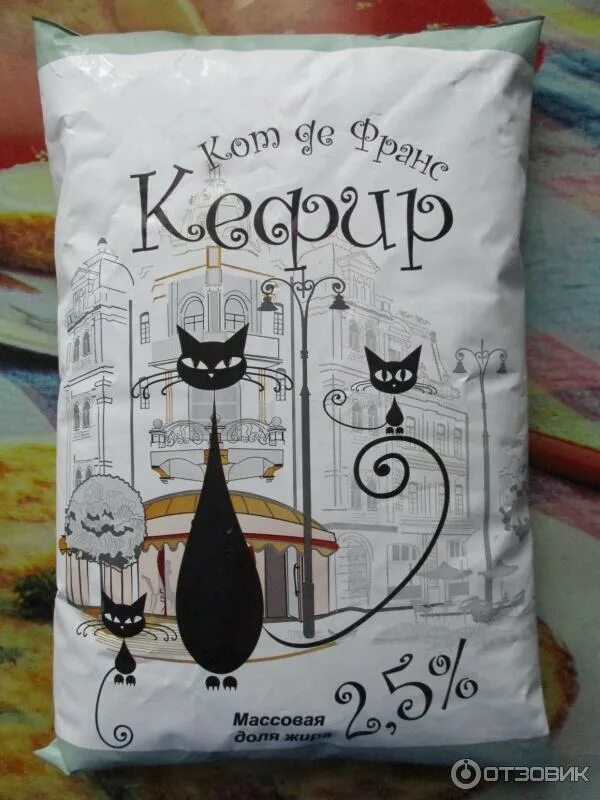 Кот де Франс
Кефир
Массовая
доля жира
2,5%
ОТЗОВИК